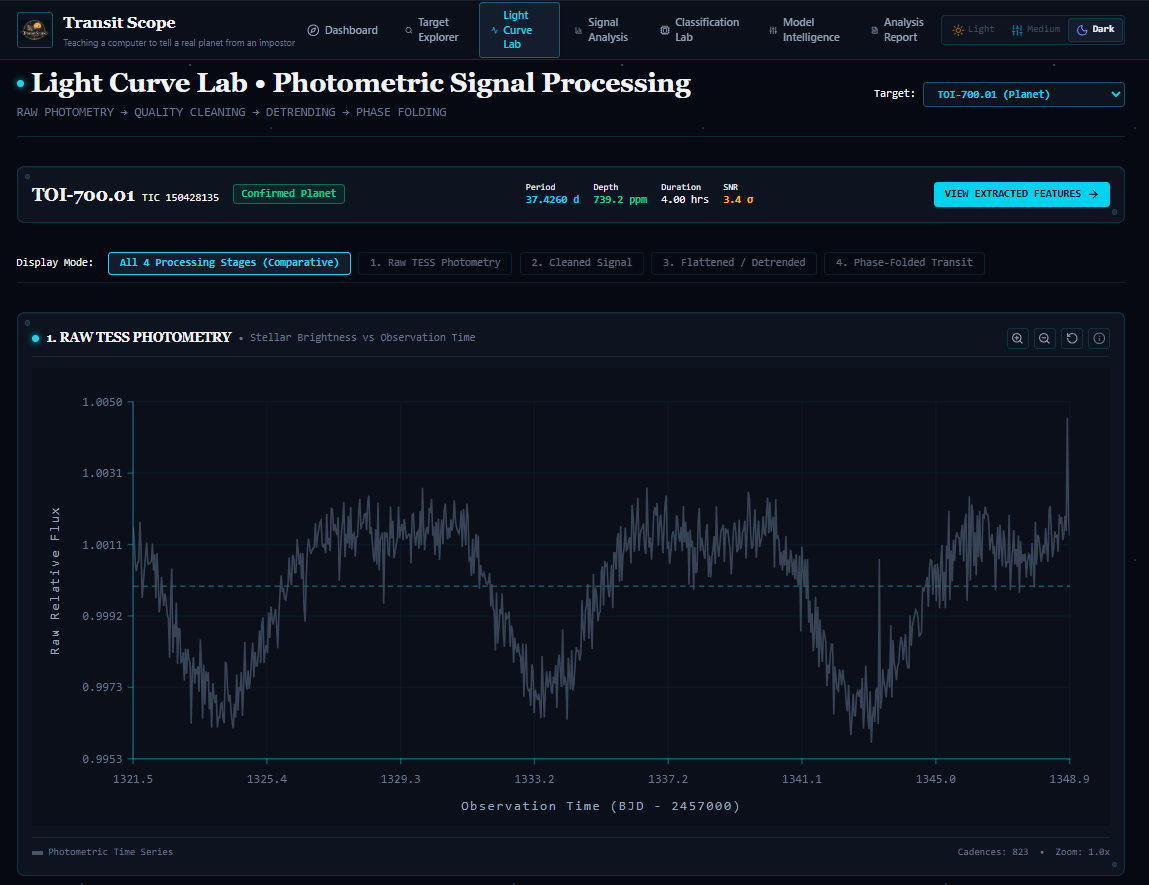 Transit Scope
Teaching a computer to tell a real planet from an impostor
Dashboard
Target
Explorer
Light
Curve
Lab
Signal
Analysis
Classification
Lab
Model
Intelligence
Analysis
Report
Light
Medium
Dark
Light Curve Lab • Photometric Signal Processing
RAW PHOTOMETRY → QUALITY CLEANING → DETRENDING → PHASE FOLDING
Target:
TOI-700.01 (Planet)
TOI-700.01 TIC 150428135
Confirmed Planet
Period
37.4260 d
Depth
739.2 ppm
Duration
4.00 hrs
SNR
3.4 σ
VIEW EXTRACTED FEATURES →
Display Mode:
All 4 Processing Stages (Comparative)
1. Raw TESS Photometry
2. Cleaned Signal
3. Flattened / Detrended
4. Phase-Folded Transit
1. RAW TESS PHOTOMETRY • Stellar Brightness vs Observation Time
Raw Relative Flux
1.0050
1.0031
1.0011
0.9992
0.9973
0.9953
1321.5
1325.4
1329.3
1333.2
1337.2
1341.1
1345.0
1348.9
Observation Time (BJD - 2457000)
Photometric Time Series
Cadences: 823 • Zoom: 1.0x